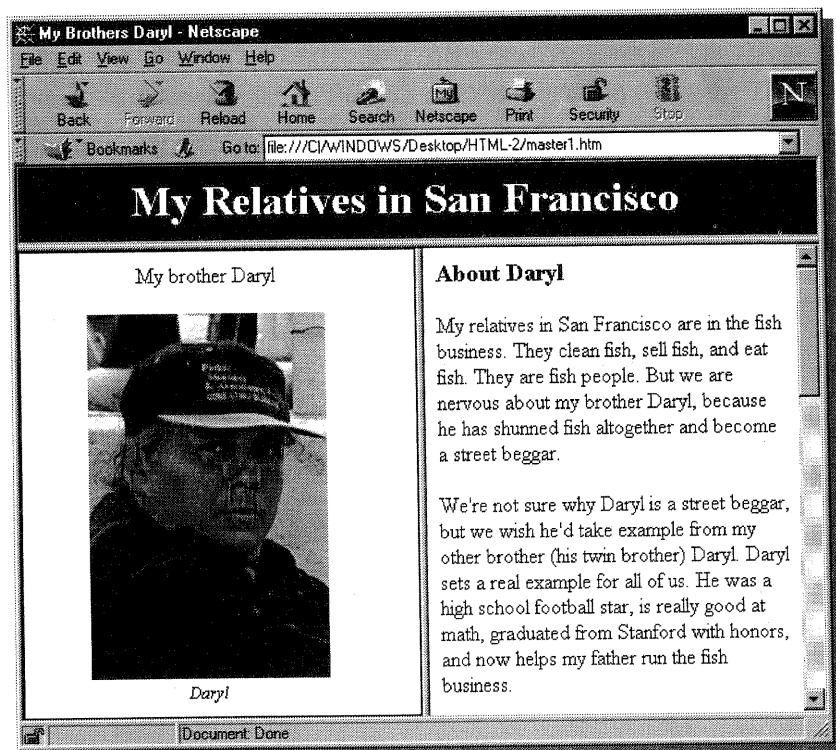 My Brothers Daryl - Netscape
File Edit View Go Window Help
Back Forward Reload Home Search Netscape Print Security Stop
My
N
Bookmarks Go to: file:///C|/WINDOWS/Desktop/HTML-2/master1.htm
My Relatives in San Francisco
My brother Daryl
Daryl
About Daryl
My relatives in San Francisco are in the fish
business. They clean fish, sell fish, and eat
fish. They are fish people. But we are
nervous about my brother Daryl, because
he has shunned fish altogether and become
a street beggar.
We're not sure why Daryl is a street beggar,
but we wish he'd take example from my
other brother (his twin brother) Daryl. Daryl
sets a real example for all of us. He was a
high school football star, is really good at
math, graduated from Stanford with honors,
and now helps my father run the fish
business.
Document: Done